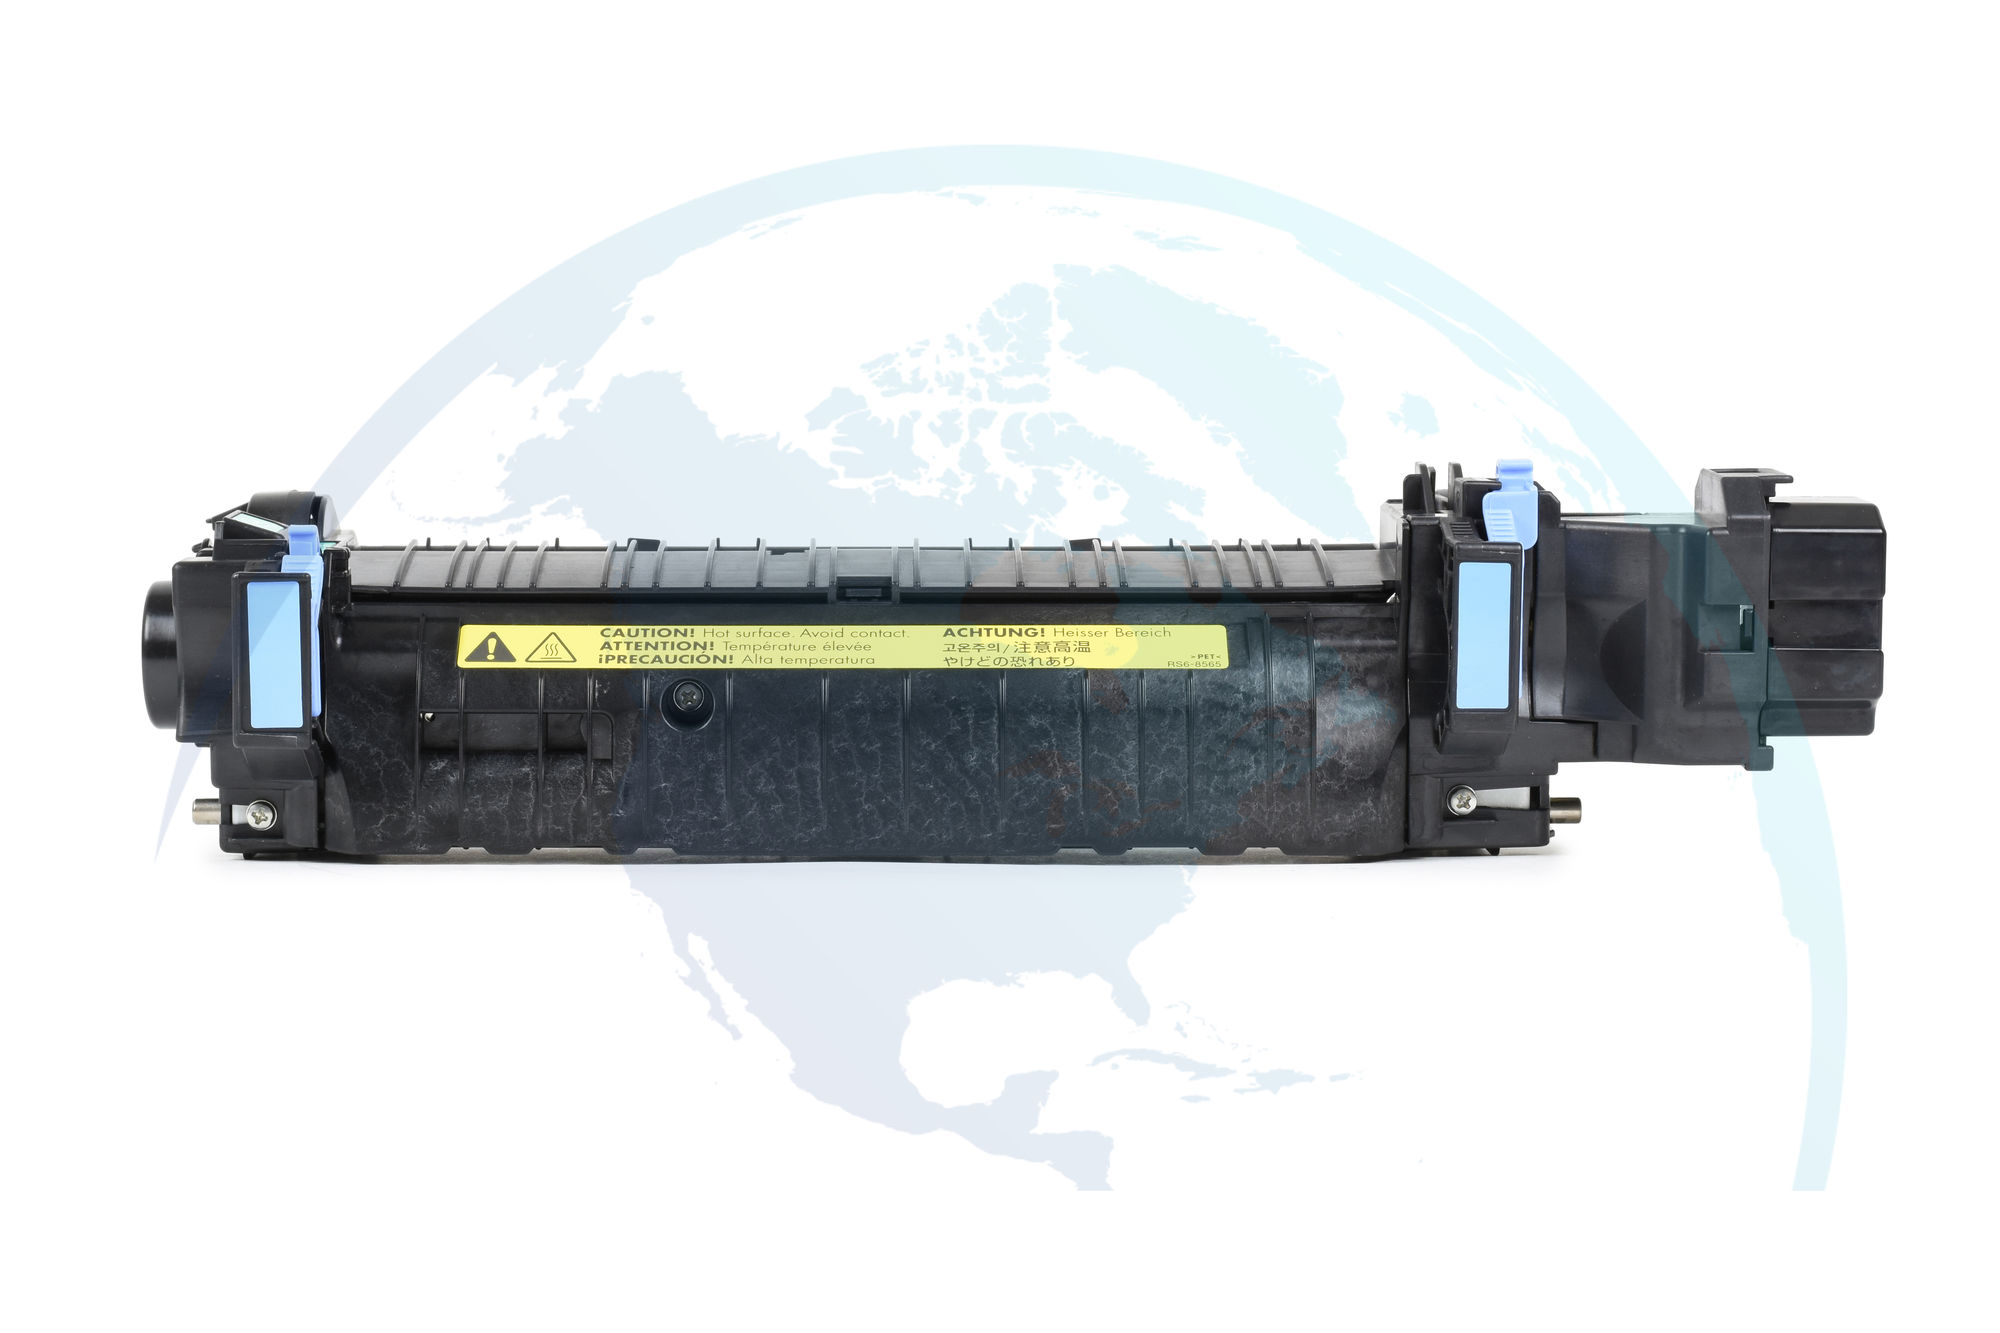 CAUTION! Hot surface. Avoid contact.
ATTENTION! Température élevée
¡PRECAUCIÓN! Alta temperatura
ACHTUNG! Heisser Bereich
고온주의/注意高温
やけどの恐れあり
>PET<
RS6-8565